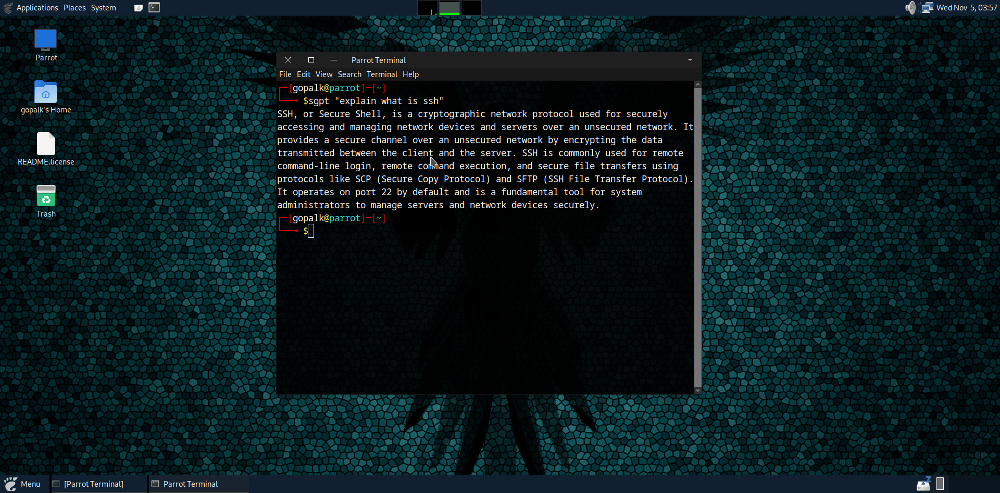 Applications Places System
Wed Nov 5, 03:57
Parrot
gopalk's Home
README.license
Trash
Parrot Terminal
File Edit View Search Terminal Help
[gopalk@parrot]─[~]
$sgpt "explain what is ssh"
SSH, or Secure Shell, is a cryptographic network protocol used for securely
accessing and managing network devices and servers over an unsecured network. It
provides a secure channel over an unsecured network by encrypting the data
transmitted between the client and the server. SSH is commonly used for remote
command-line login, remote command execution, and secure file transfers using
protocols like SCP (Secure Copy Protocol) and SFTP (SSH File Transfer Protocol).
It operates on port 22 by default and is a fundamental tool for system
administrators to manage servers and network devices securely.
[gopalk@parrot]─[~]
$
Menu [Parrot Terminal] Parrot Terminal